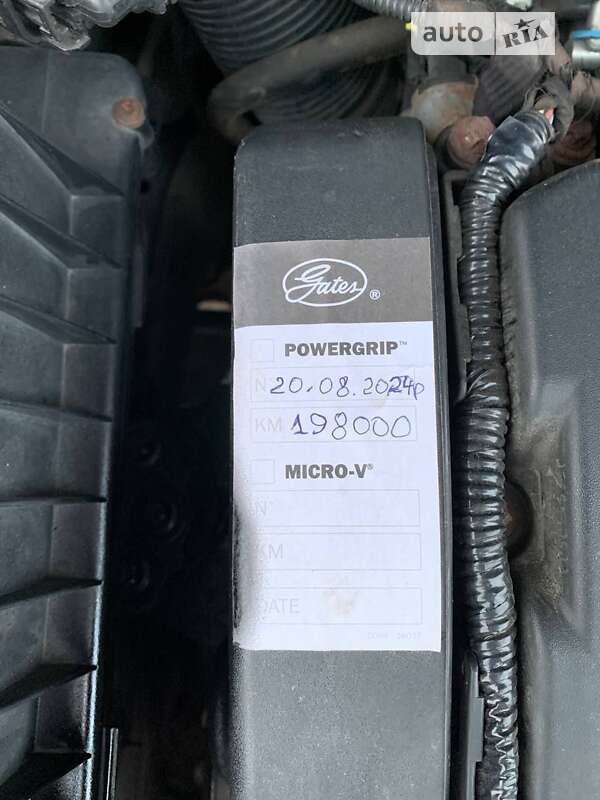 auto RIA
Gates®
POWERGRIP™
N 20.08.2024р
KM 198000
MICRO-V®
N°
KM
DATE